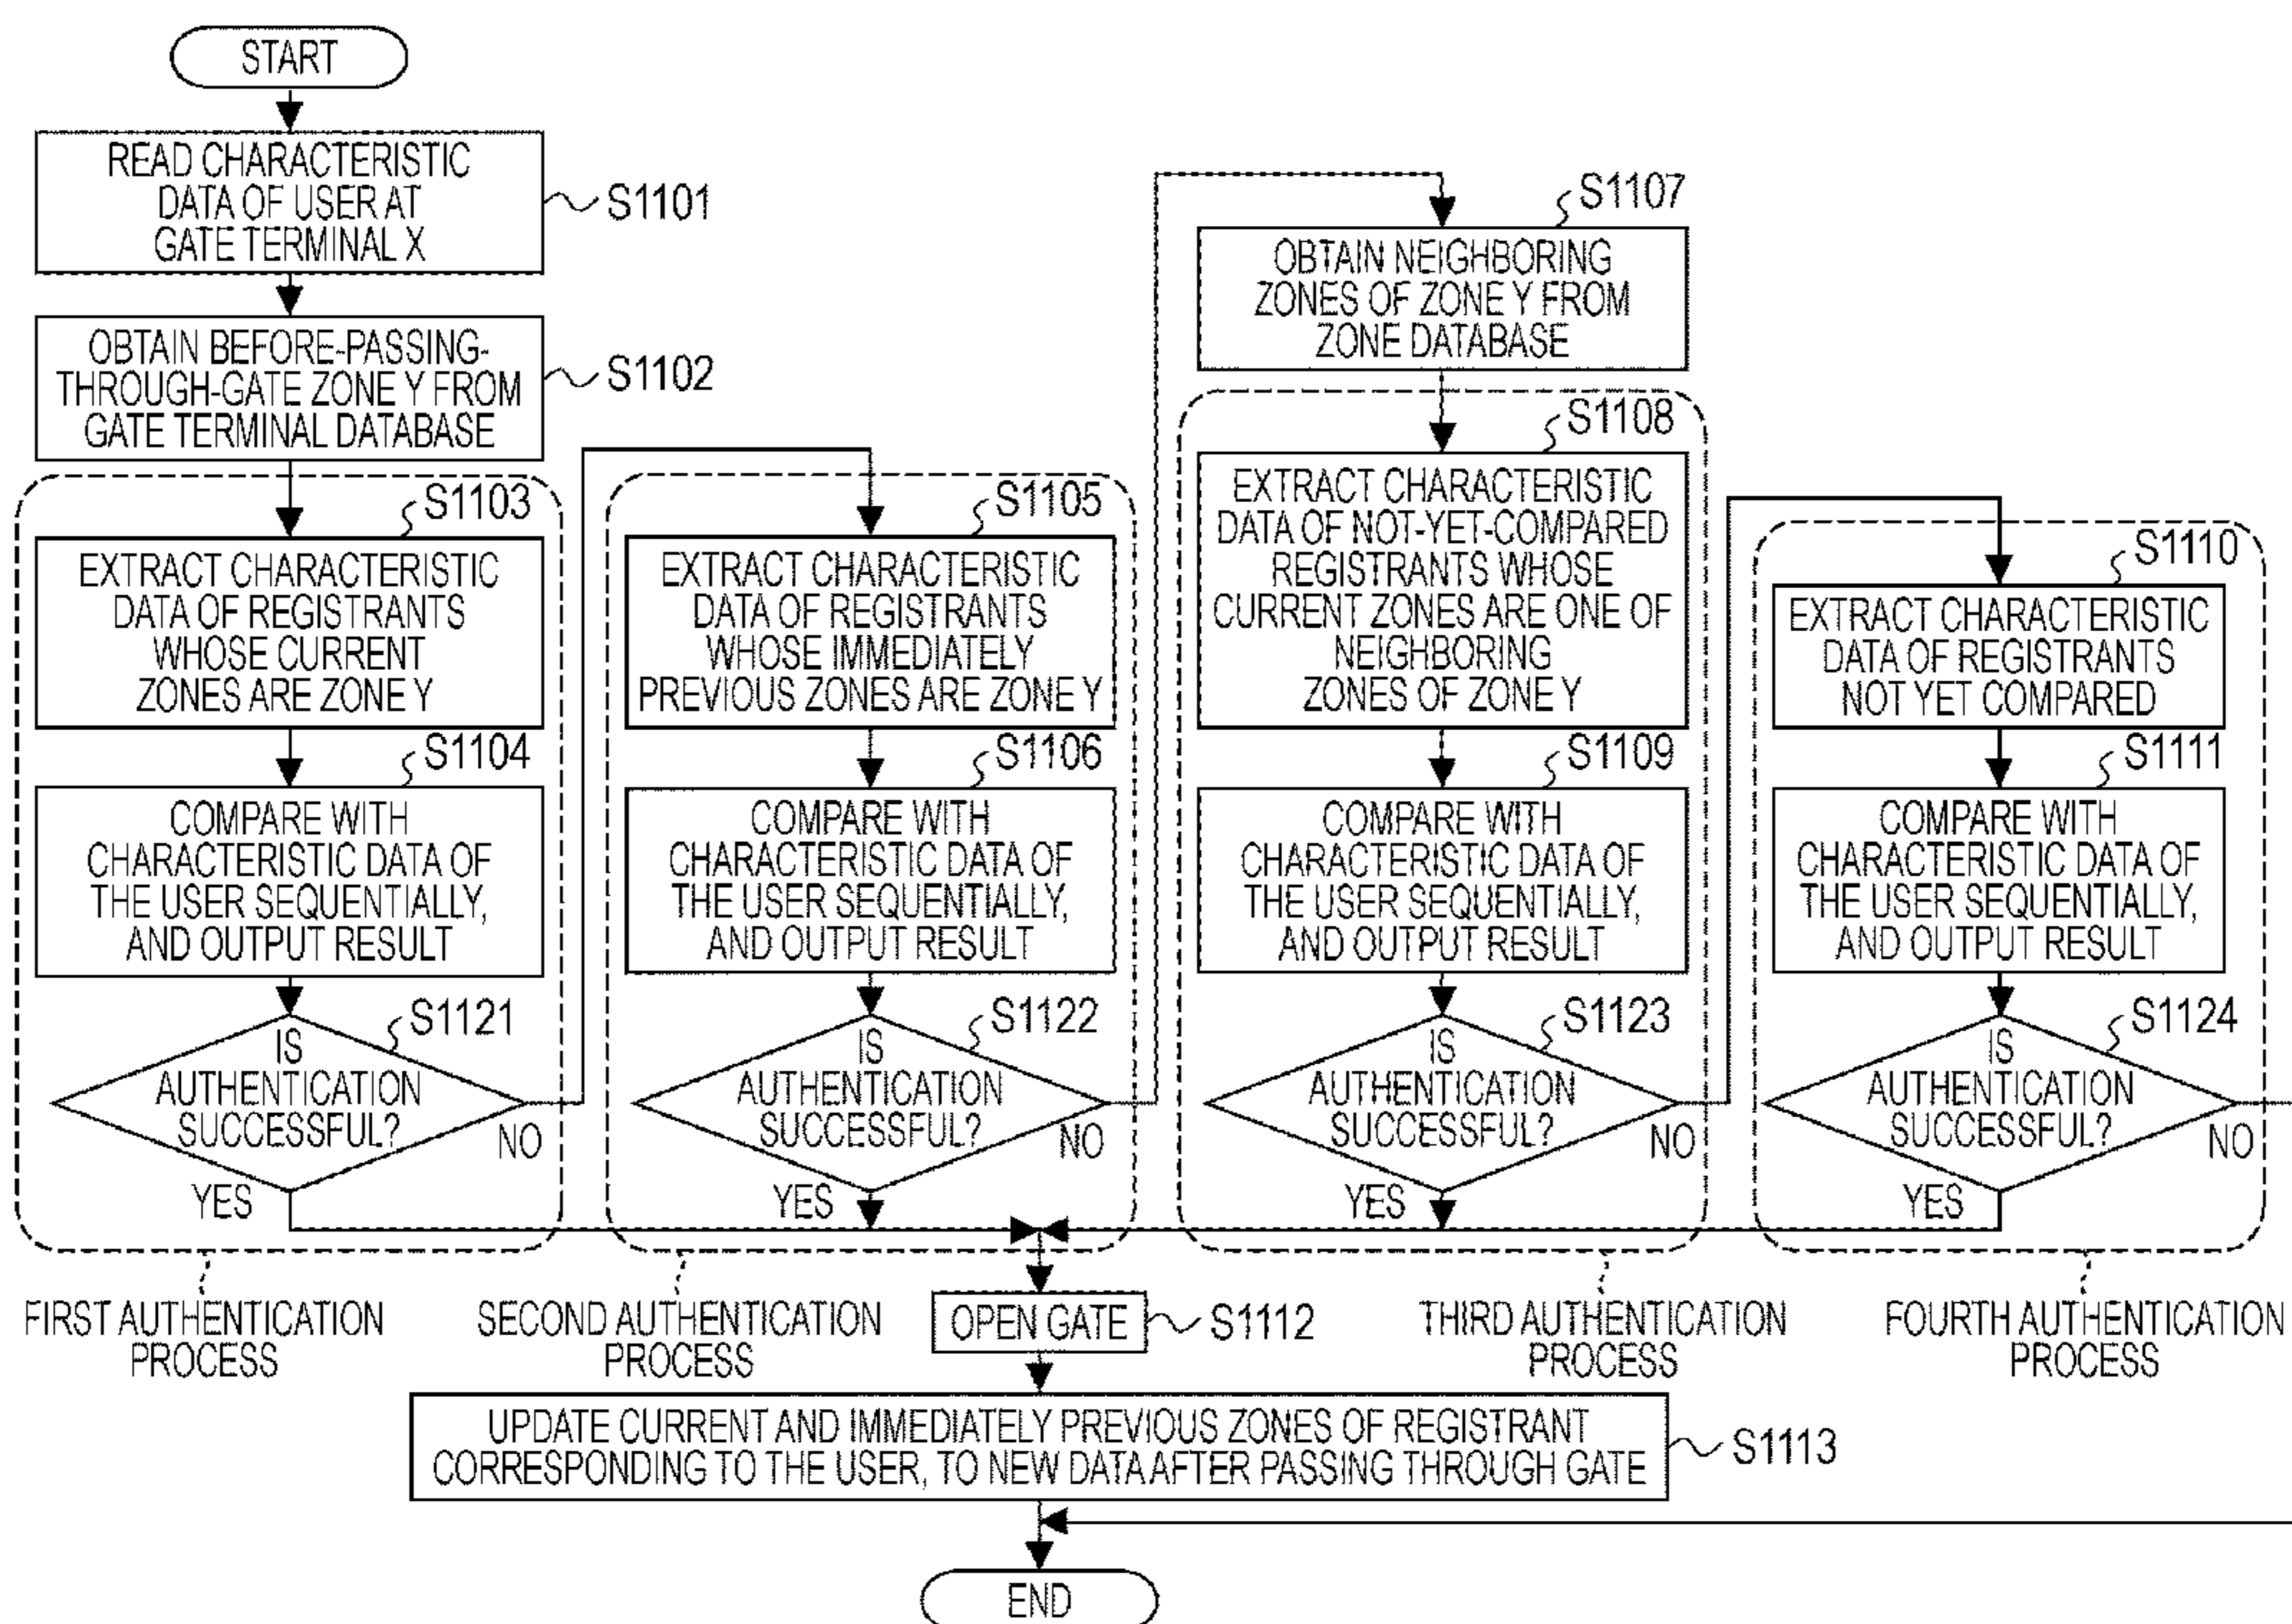 START
READ CHARACTERISTIC
DATA OF USER AT
GATE TERMINAL X
S1101
OBTAIN BEFORE-PASSING-
THROUGH-GATE ZONE Y FROM
GATE TERMINAL DATABASE
S1102
S1103
EXTRACT CHARACTERISTIC
DATA OF REGISTRANTS
WHOSE CURRENT
ZONES ARE ZONE Y
S1104
COMPARE WITH
CHARACTERISTIC DATA OF
THE USER SEQUENTIALLY,
AND OUTPUT RESULT
S1121
IS
AUTHENTICATION
SUCCESSFUL?
NO
YES
FIRST AUTHENTICATION
PROCESS
S1105
EXTRACT CHARACTERISTIC
DATA OF REGISTRANTS
WHOSE IMMEDIATELY
PREVIOUS ZONES ARE ZONE Y
S1106
COMPARE WITH
CHARACTERISTIC DATA OF
THE USER SEQUENTIALLY,
AND OUTPUT RESULT
S1122
IS
AUTHENTICATION
SUCCESSFUL?
NO
YES
SECOND AUTHENTICATION
PROCESS
S1107
OBTAIN NEIGHBORING
ZONES OF ZONE Y FROM
ZONE DATABASE
S1108
EXTRACT CHARACTERISTIC
DATA OF NOT-YET-COMPARED
REGISTRANTS WHOSE
CURRENT ZONES ARE ONE OF
NEIGHBORING
ZONES OF ZONE Y
S1109
COMPARE WITH
CHARACTERISTIC DATA OF
THE USER SEQUENTIALLY,
AND OUTPUT RESULT
S1123
IS
AUTHENTICATION
SUCCESSFUL?
NO
YES
THIRD AUTHENTICATION
PROCESS
S1110
EXTRACT CHARACTERISTIC
DATA OF REGISTRANTS
NOT YET COMPARED
S1111
COMPARE WITH
CHARACTERISTIC DATA OF
THE USER SEQUENTIALLY,
AND OUTPUT RESULT
S1124
IS
AUTHENTICATION
SUCCESSFUL?
NO
YES
FOURTH AUTHENTICATION
PROCESS
OPEN GATE
S1112
UPDATE CURRENT AND IMMEDIATELY PREVIOUS ZONES OF REGISTRANT
CORRESPONDING TO THE USER, TO NEW DATA AFTER PASSING THROUGH GATE
S1113
END